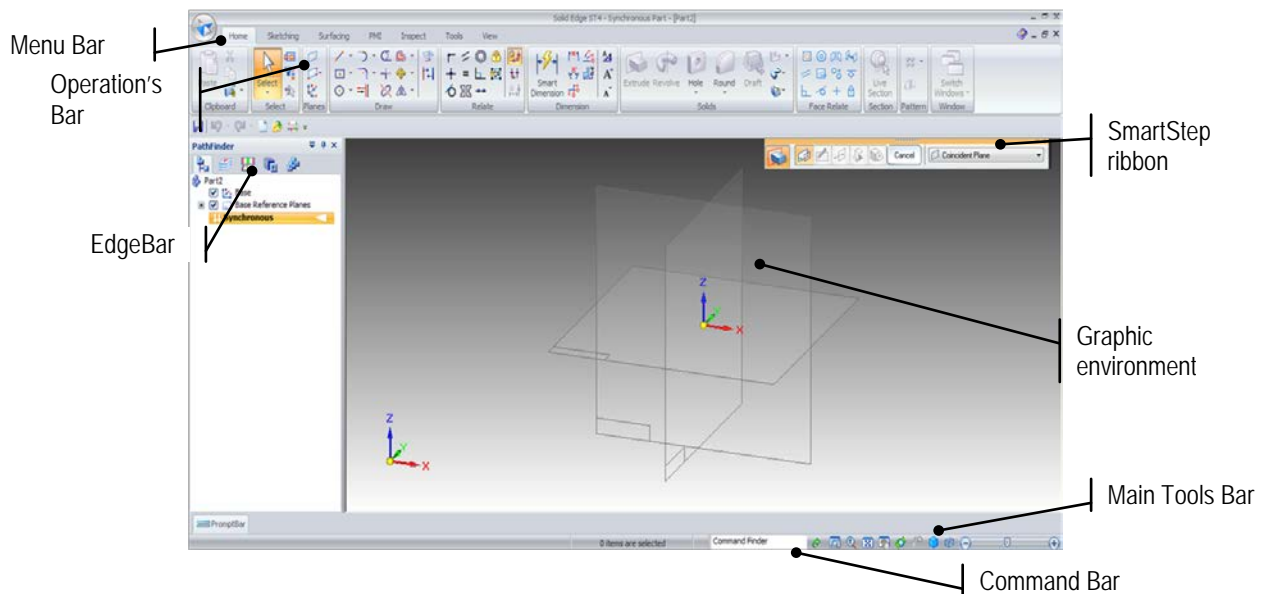 Solid Edge ST4 - Synchronous Part - [Part2]
Home Sketching Surfacing PMI Inspect Tools View
Menu Bar
Operation's
Bar
Select
Smart
Dimension
Extrude Revolve Hole Round Draft
Live
Section
Switch
Windows
Clipboard Select Planes Draw Relate Dimension Solids Face Relate Section Pattern Window
PathFinder
Part2
Base
Base Reference Planes
Synchronous
EdgeBar
Cancel Coincident Plane
SmartStep
ribbon
Z
Y
X
Z
Y
X
Graphic
environment
Main Tools Bar
PromptBar
0 items are selected Command Finder
Command Bar